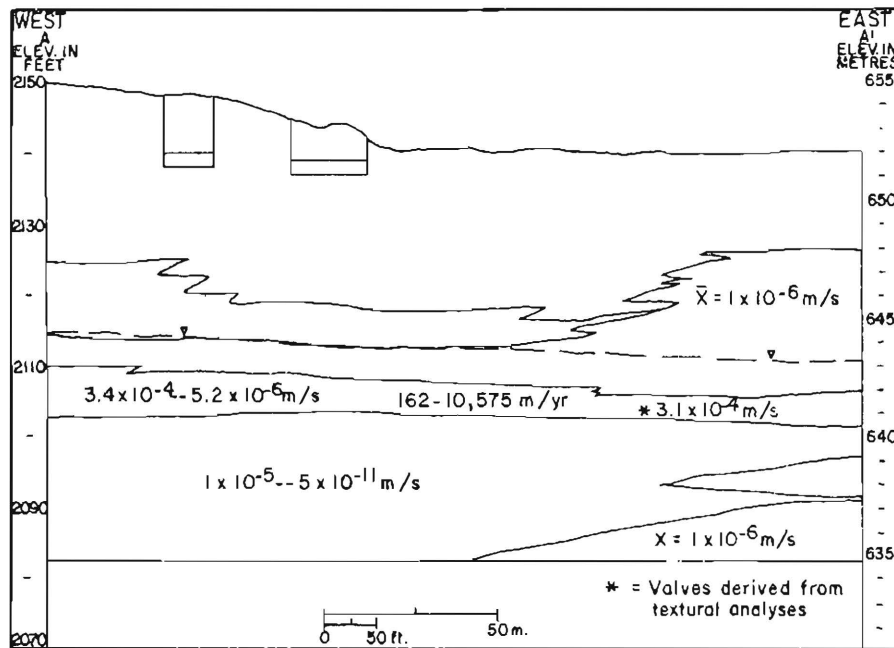 WEST
A
ELEV. IN
FEET
EAST
A'
ELEV. IN
METRES
2150
2130
2110
2090
2070
655
650
645
640
635
X̄ = 1 x 10⁻⁶ m/s
3.4 x 10⁻⁴ -- 5.2 x 10⁻⁶ m/s
162 - 10,575 m/yr
* 3.1 x 10⁻⁴ m/s
1 x 10⁻⁵ -- 5 x 10⁻¹¹ m/s
X = 1 x 10⁻⁶ m/s
* = Valves derived from
textural analyses
0 50 ft. 50 m.